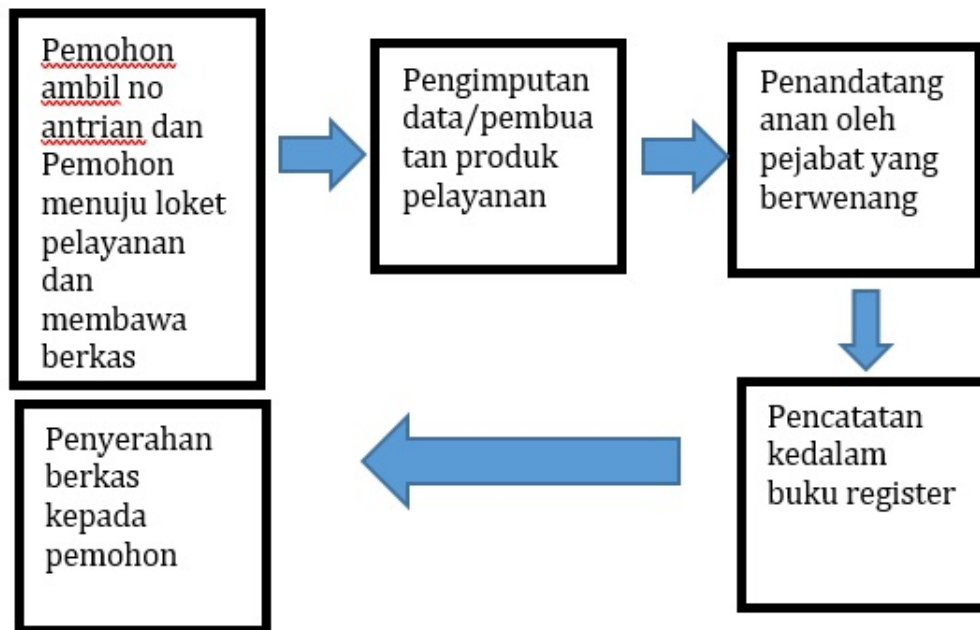 Pemohon
ambil no
antrian dan
Pemohon
menuju loket
pelayanan
dan
membawa
berkas
Pengimputan
data/pembua
tan produk
pelayanan
Penandatang
anan oleh
pejabat yang
berwenang
Pencatatan
kedalam
buku register
Penyerahan
berkas
kepada
pemohon